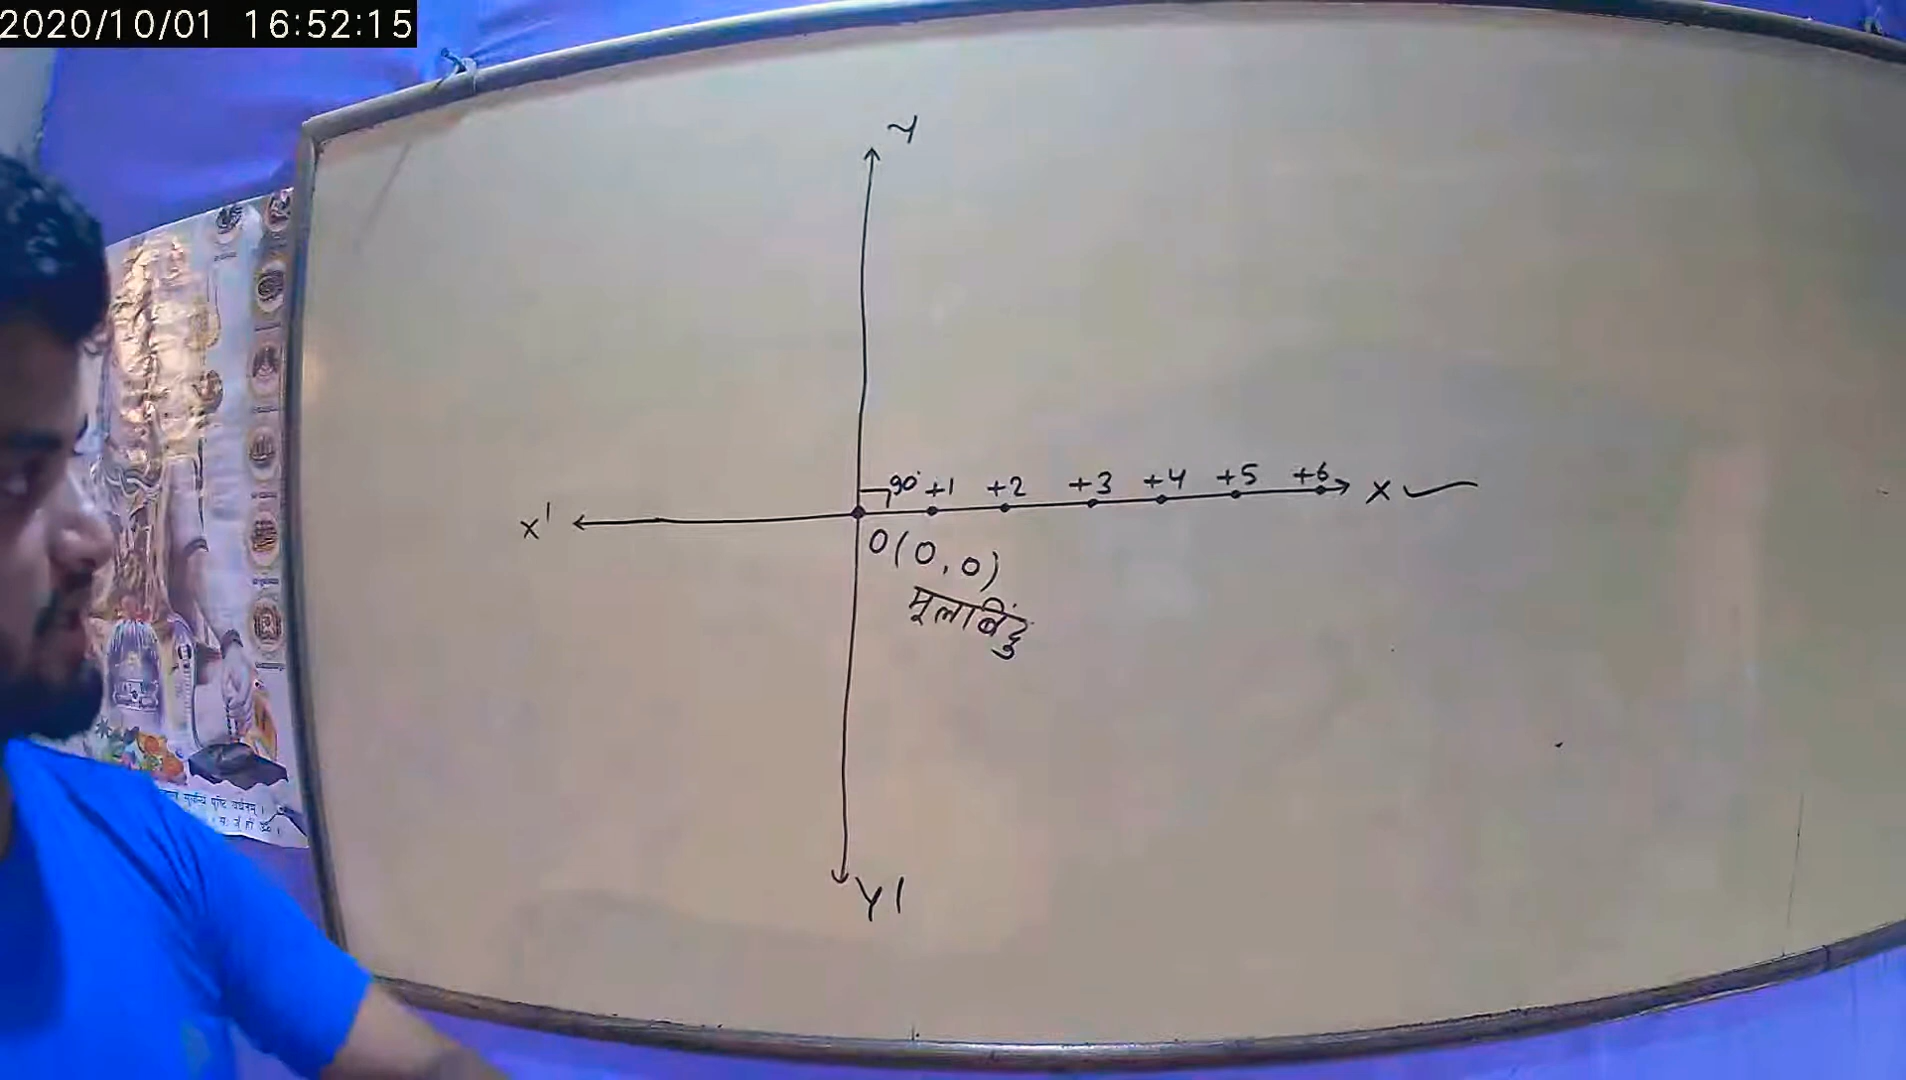 2020/10/01 16:52:15
Y
90° +1 +2 +3 +4 +5 +6 X
X'
O(0,0)
मूलबिंदु
Y'